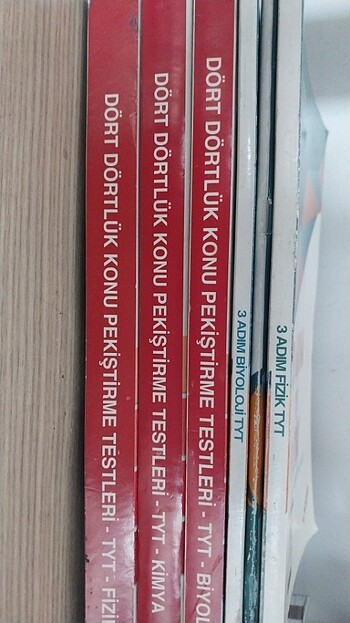 DÖRT DÖRTLÜK KONU PEKİŞTİRME TESTLERİ - TYT - FİZİ
DÖRT DÖRTLÜK KONU PEKİŞTİRME TESTLERİ - TYT - KİMYA
DÖRT DÖRTLÜK KONU PEKİŞTİRME TESTLERİ - TYT - BİYOL
3 ADIM BİYOLOJİ TYT
3 ADIM FİZİK TYT